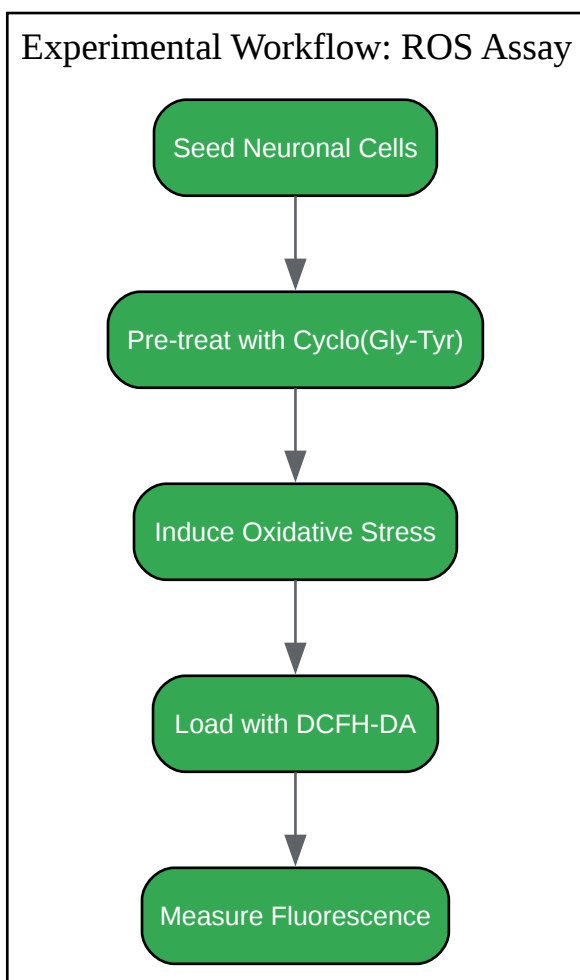 Experimental Workflow: ROS Assay
Seed Neuronal Cells
Pre-treat with Cyclo(Gly-Tyr)
Induce Oxidative Stress
Load with DCFH-DA
Measure Fluorescence